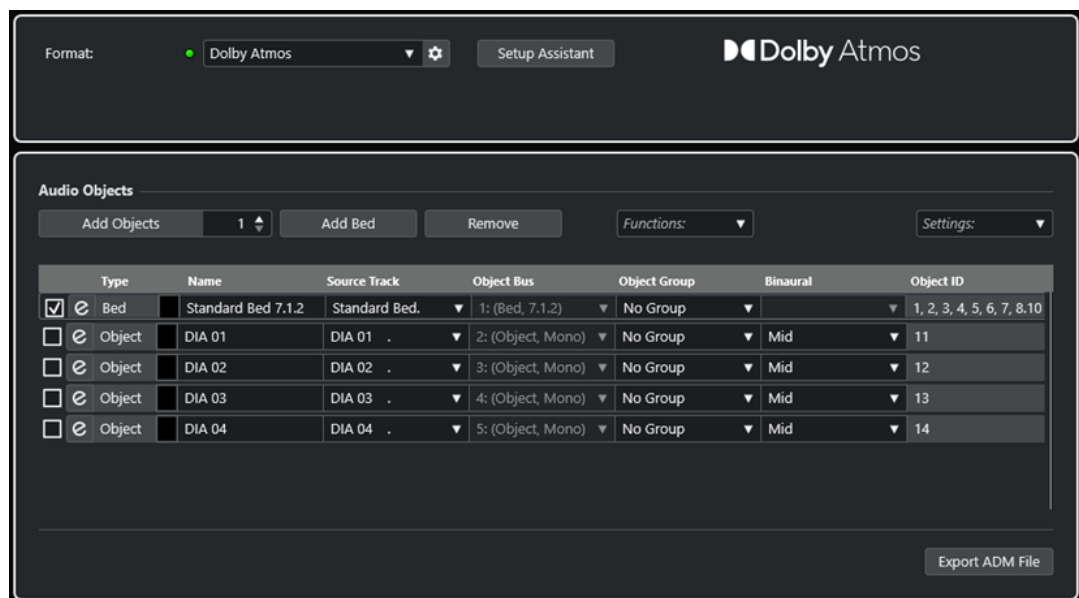 Format: Dolby Atmos Setup Assistant Dolby Atmos
Audio Objects
Add Objects 1 Add Bed Remove Functions: Settings:
Type Name Source Track Object Bus Object Group Binaural Object ID
Bed Standard Bed 7.1.2 Standard Bed. 1: (Bed, 7.1.2) No Group 1, 2, 3, 4, 5, 6, 7, 8.10
Object DIA 01 DIA 01 . 2: (Object, Mono) No Group Mid 11
Object DIA 02 DIA 02 . 3: (Object, Mono) No Group Mid 12
Object DIA 03 DIA 03 . 4: (Object, Mono) No Group Mid 13
Object DIA 04 DIA 04 . 5: (Object, Mono) No Group Mid 14
Export ADM File